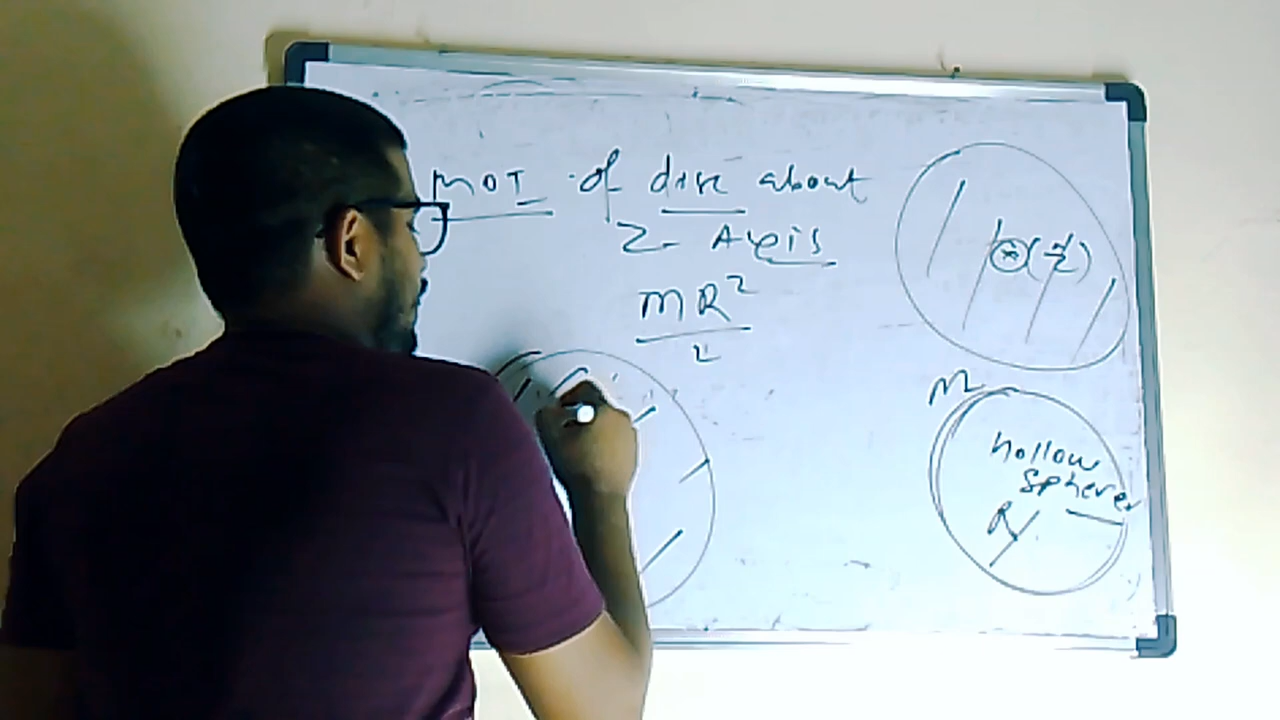 MOI of disc about
Z- Axis
MR²
2
(z)
M
hollow
Sphere
R